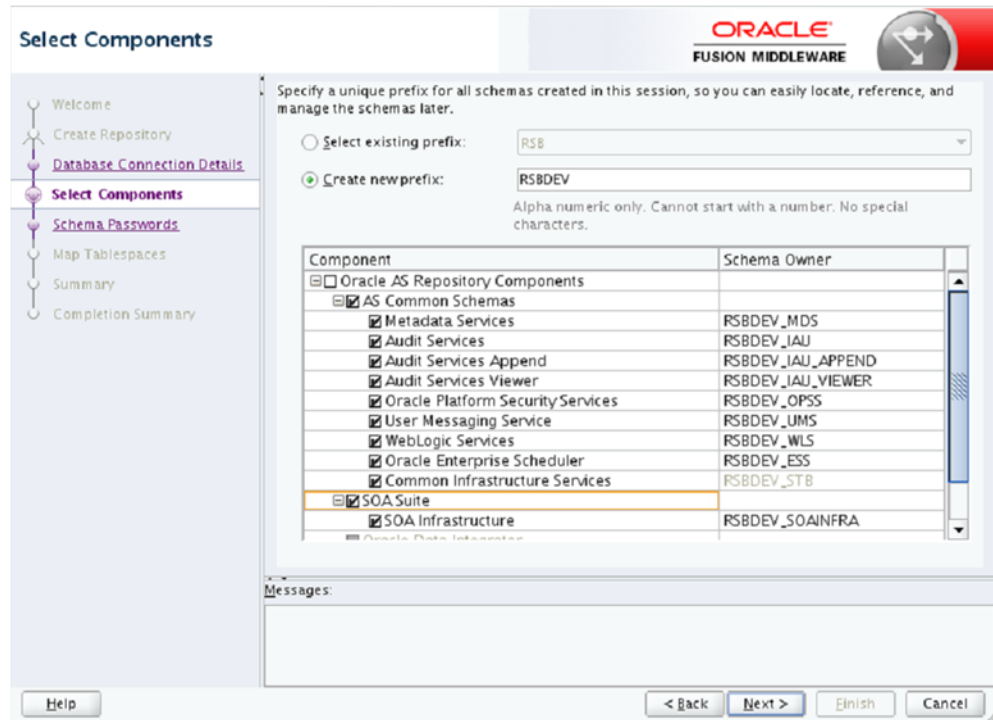 Select Components
ORACLE®
FUSION MIDDLEWARE
Welcome
Create Repository
Database Connection Details
Select Components
Schema Passwords
Map Tablespaces
Summary
Completion Summary
Specify a unique prefix for all schemas created in this session, so you can easily locate, reference, and
manage the schemas later.
Select existing prefix: RSB
Create new prefix: RSBDEV
Alpha numeric only. Cannot start with a number. No special
characters.
Component Schema Owner
Oracle AS Repository Components
AS Common Schemas
Metadata Services RSBDEV_MDS
Audit Services RSBDEV_IAU
Audit Services Append RSBDEV_IAU_APPEND
Audit Services Viewer RSBDEV_IAU_VIEWER
Oracle Platform Security Services RSBDEV_OPSS
User Messaging Service RSBDEV_UMS
WebLogic Services RSBDEV_WLS
Oracle Enterprise Scheduler RSBDEV_ESS
Common Infrastructure Services RSBDEV_STB
SOA Suite
SOA Infrastructure RSBDEV_SOAINFRA
Oracle Data Integrator
Messages:
Help < Back Next > Finish Cancel